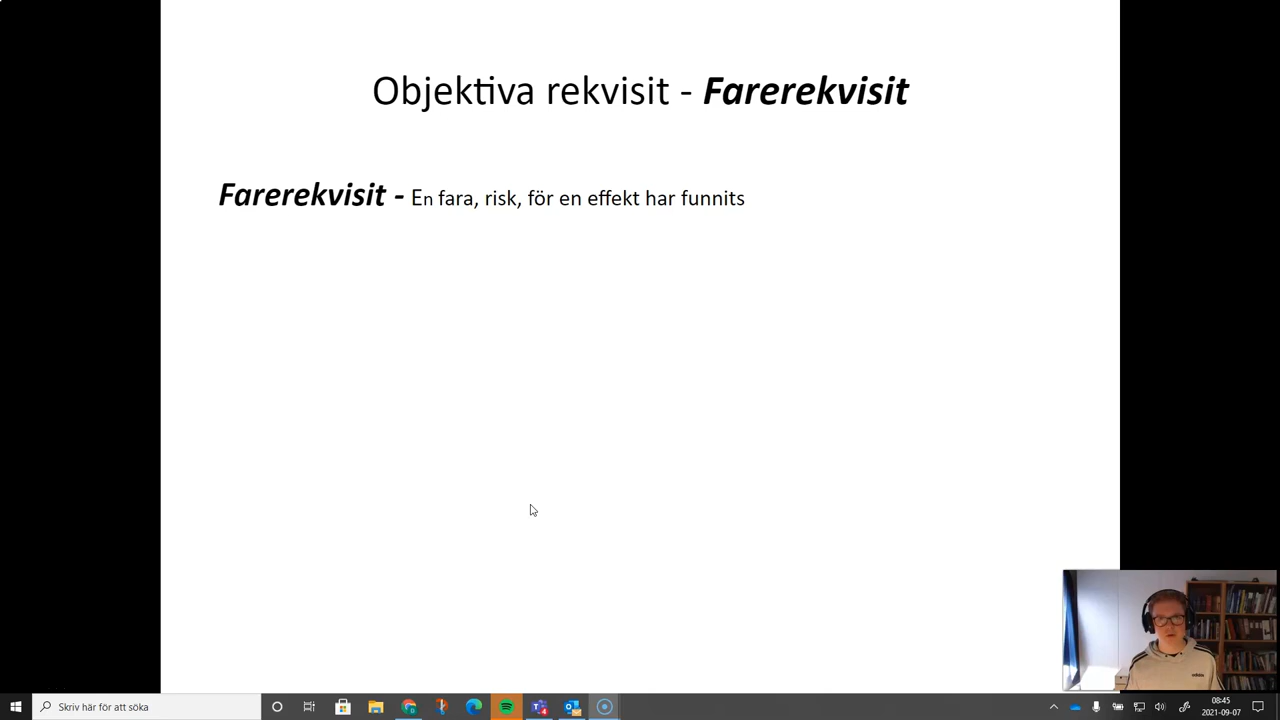 Objektiva rekvisit - Farerekvisit
Farerekvisit - En fara, risk, för en effekt har funnits
Skriv här för att söka
08:45
2021-09-07